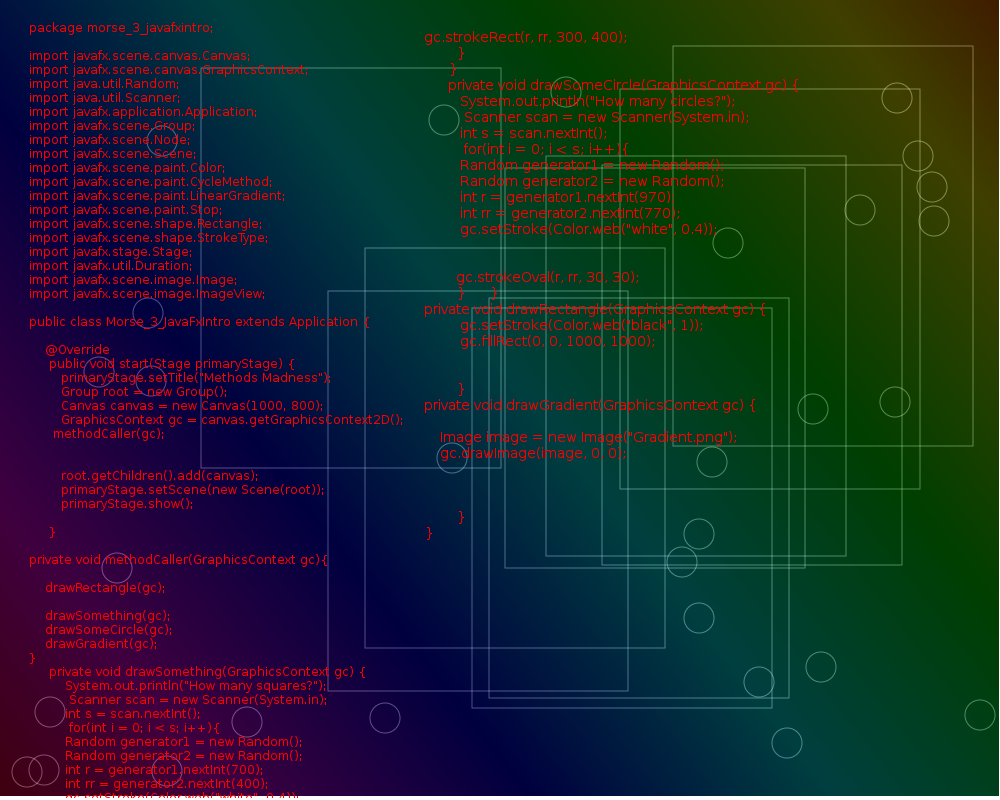 package morse_3_javafxintro;
import javafx.scene.canvas.Canvas;
import javafx.scene.canvas.GraphicsContext;
import java.util.Random;
import java.util.Scanner;
import javafx.application.Application;
import javafx.scene.Group;
import javafx.scene.Node;
import javafx.scene.Scene;
import javafx.scene.paint.Color;
import javafx.scene.paint.CycleMethod;
import javafx.scene.paint.LinearGradient;
import javafx.scene.paint.Stop;
import javafx.scene.shape.Rectangle;
import javafx.scene.shape.StrokeType;
import javafx.stage.Stage;
import javafx.util.Duration;
import javafx.scene.image.Image;
import javafx.scene.image.ImageView;
public class Morse_3_JavaFxIntro extends Application {
@Override
public void start(Stage primaryStage) {
primaryStage.setTitle("Methods Madness");
Group root = new Group();
Canvas canvas = new Canvas(1000, 800);
GraphicsContext gc = canvas.getGraphicsContext2D();
methodCaller(gc);
root.getChildren().add(canvas);
primaryStage.setScene(new Scene(root));
primaryStage.show();
}
private void methodCaller(GraphicsContext gc){
drawRectangle(gc);
drawSomething(gc);
drawSomeCircle(gc);
drawGradient(gc);
}
private void drawSomething(GraphicsContext gc) {
System.out.println("How many squares?");
Scanner scan = new Scanner(System.in);
int s = scan.nextInt();
for(int i = 0; i < s; i++){
Random generator1 = new Random();
Random generator2 = new Random();
int r = generator1.nextInt(700);
int rr = generator2.nextInt(400);
gc.setStroke(Color.web("white", 0.4));
gc.strokeRect(r, rr, 300, 400);
}
}
private void drawSomeCircle(GraphicsContext gc) {
System.out.println("How many circles?");
Scanner scan = new Scanner(System.in);
int s = scan.nextInt();
for(int i = 0; i < s; i++){
Random generator1 = new Random();
Random generator2 = new Random();
int r = generator1.nextInt(970)
int rr = generator2.nextInt(770);
gc.setStroke(Color.web("white", 0.4));
gc.strokeOval(r, rr, 30, 30);
} }
private void drawRectangle(GraphicsContext gc) {
gc.setStroke(Color.web("black", 1));
gc.fillRect(0, 0, 1000, 1000);
}
private void drawGradient(GraphicsContext gc) {
Image image = new Image("Gradient.png");
gc.drawImage(image, 0, 0);
}
}